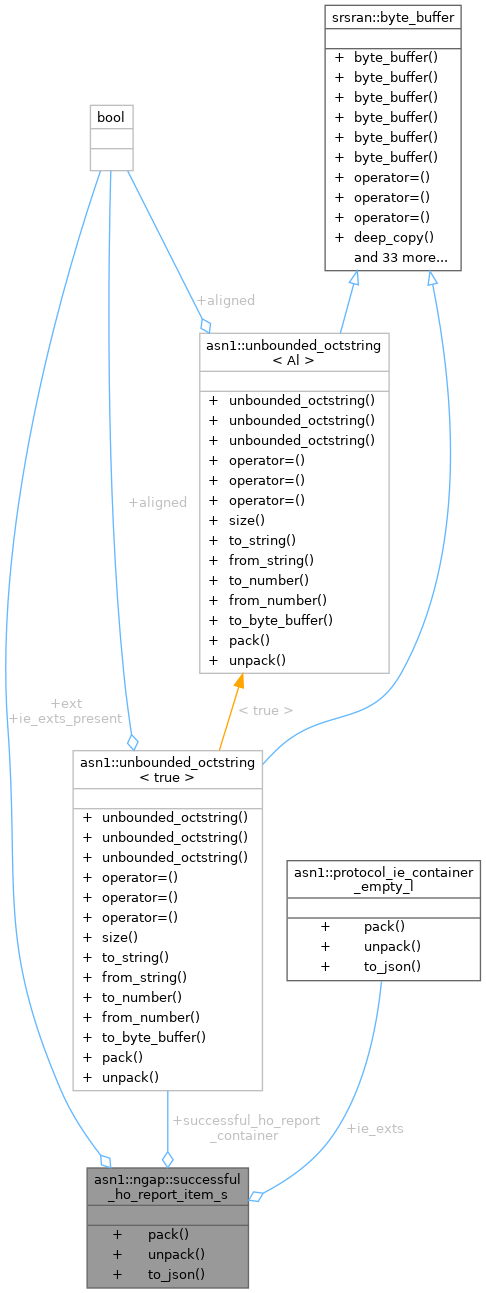 srsran::byte_buffer
+ byte_buffer()
+ byte_buffer()
+ byte_buffer()
+ byte_buffer()
+ byte_buffer()
+ byte_buffer()
+ operator=()
+ operator=()
+ operator=()
+ deep_copy()
and 33 more...
bool
+aligned
asn1::unbounded_octstring
< Al >
+ unbounded_octstring()
+ unbounded_octstring()
+ unbounded_octstring()
+ operator=()
+ operator=()
+ operator=()
+ size()
+ to_string()
+ from_string()
+ to_number()
+ from_number()
+ to_byte_buffer()
+ pack()
+ unpack()
+aligned
+ext
+ie_exts_present
< true >
asn1::unbounded_octstring
< true >
+ unbounded_octstring()
+ unbounded_octstring()
+ unbounded_octstring()
+ operator=()
+ operator=()
+ operator=()
+ size()
+ to_string()
+ from_string()
+ to_number()
+ from_number()
+ to_byte_buffer()
+ pack()
+ unpack()
asn1::protocol_ie_container
_empty_l
+ pack()
+ unpack()
+ to_json()
+successful_ho_report
_container
+ie_exts
asn1::ngap::successful
_ho_report_item_s
+ pack()
+ unpack()
+ to_json()